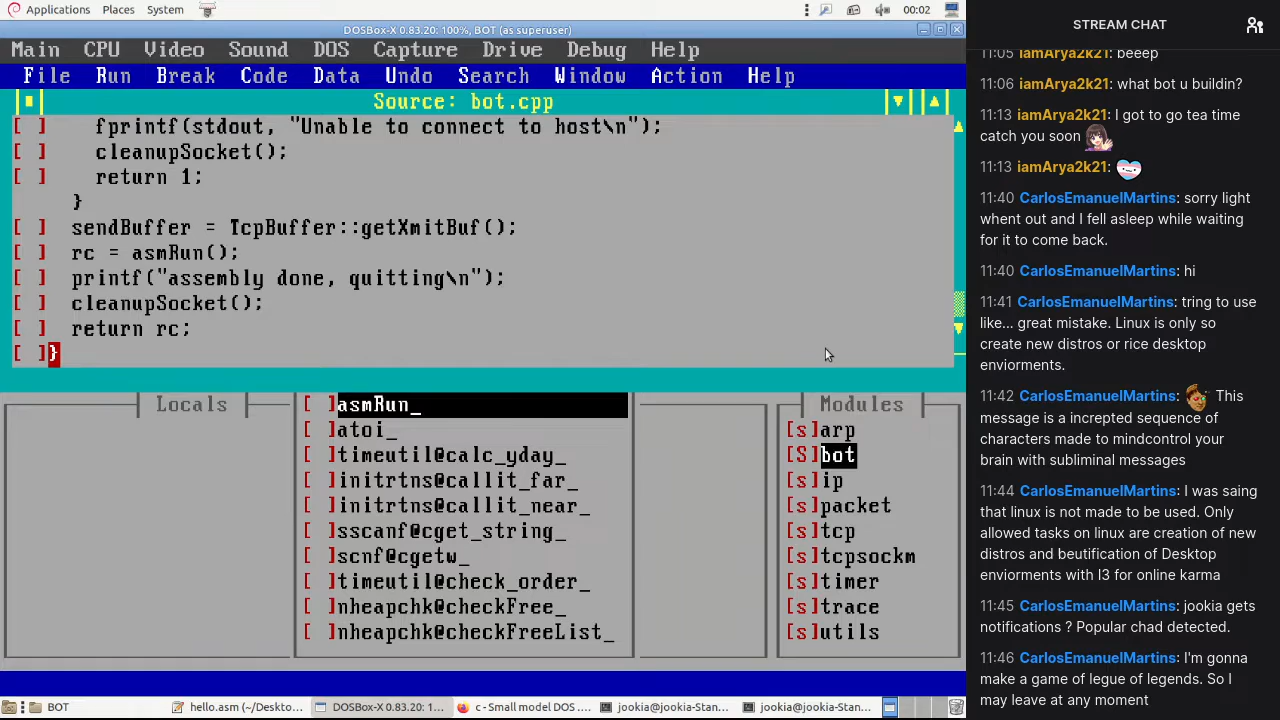 Applications Places System 00:02
DOSBox-X 0.83.20: 100%, BOT (as superuser)
Main CPU Video Sound DOS Capture Drive Debug Help
File Run Break Code Data Undo Search Window Action Help
Source: bot.cpp
[ ] fprintf(stdout, "Unable to connect to host\n");
[ ] cleanupSocket();
[ ] return 1;
}
[ ] sendBuffer = TcpBuffer::getXmitBuf();
[ ] rc = asmRun();
[ ] printf("assembly done, quitting\n");
[ ] cleanupSocket();
[ ] return rc;
[ ]}
Locals
[ ]asmRun_
[ ]atoi_
[ ]timeutil@calc_yday_
[ ]initrtns@callit_far_
[ ]initrtns@callit_near_
[ ]sscanf@cget_string_
[ ]scnf@cgetw_
[ ]timeutil@check_order_
[ ]nheapchk@checkFree_
[ ]nheapchk@checkFreeList_
Modules
[s]arp
[S]bot
[s]ip
[s]packet
[s]tcp
[s]tcpsockm
[s]timer
[s]trace
[s]utils
BOT
hello.asm (~/Deskto...
DOSBox-X 0.83.20: 1...
c - Small model DOS ....
jookia@jookia-Stan...
jookia@jookia-Stan...
STREAM CHAT
11:05 iamArya2k21: beeep
11:06 iamArya2k21: what bot u buildin?
11:13 iamArya2k21: I got to go tea time
catch you soon
11:13 iamArya2k21:
11:40 CarlosEmanuelMartins: sorry light
whent out and I fell asleep while waiting
for it to come back.
11:40 CarlosEmanuelMartins: hi
11:41 CarlosEmanuelMartins: tring to use
like... great mistake. Linux is only so
create new distros or rice desktop
enviorments.
11:42 CarlosEmanuelMartins: This
message is a increpted sequence of
characters made to mindcontrol your
brain with subliminal messages
11:44 CarlosEmanuelMartins: I was saing
that linux is not made to be used. Only
allowed tasks on linux are creation of new
distros and beutification of Desktop
enviorments with I3 for online karma
11:45 CarlosEmanuelMartins: jookia gets
notifications ? Popular chad detected.
11:46 CarlosEmanuelMartins: I'm gonna
make a game of legue of legends. So I
may leave at any moment